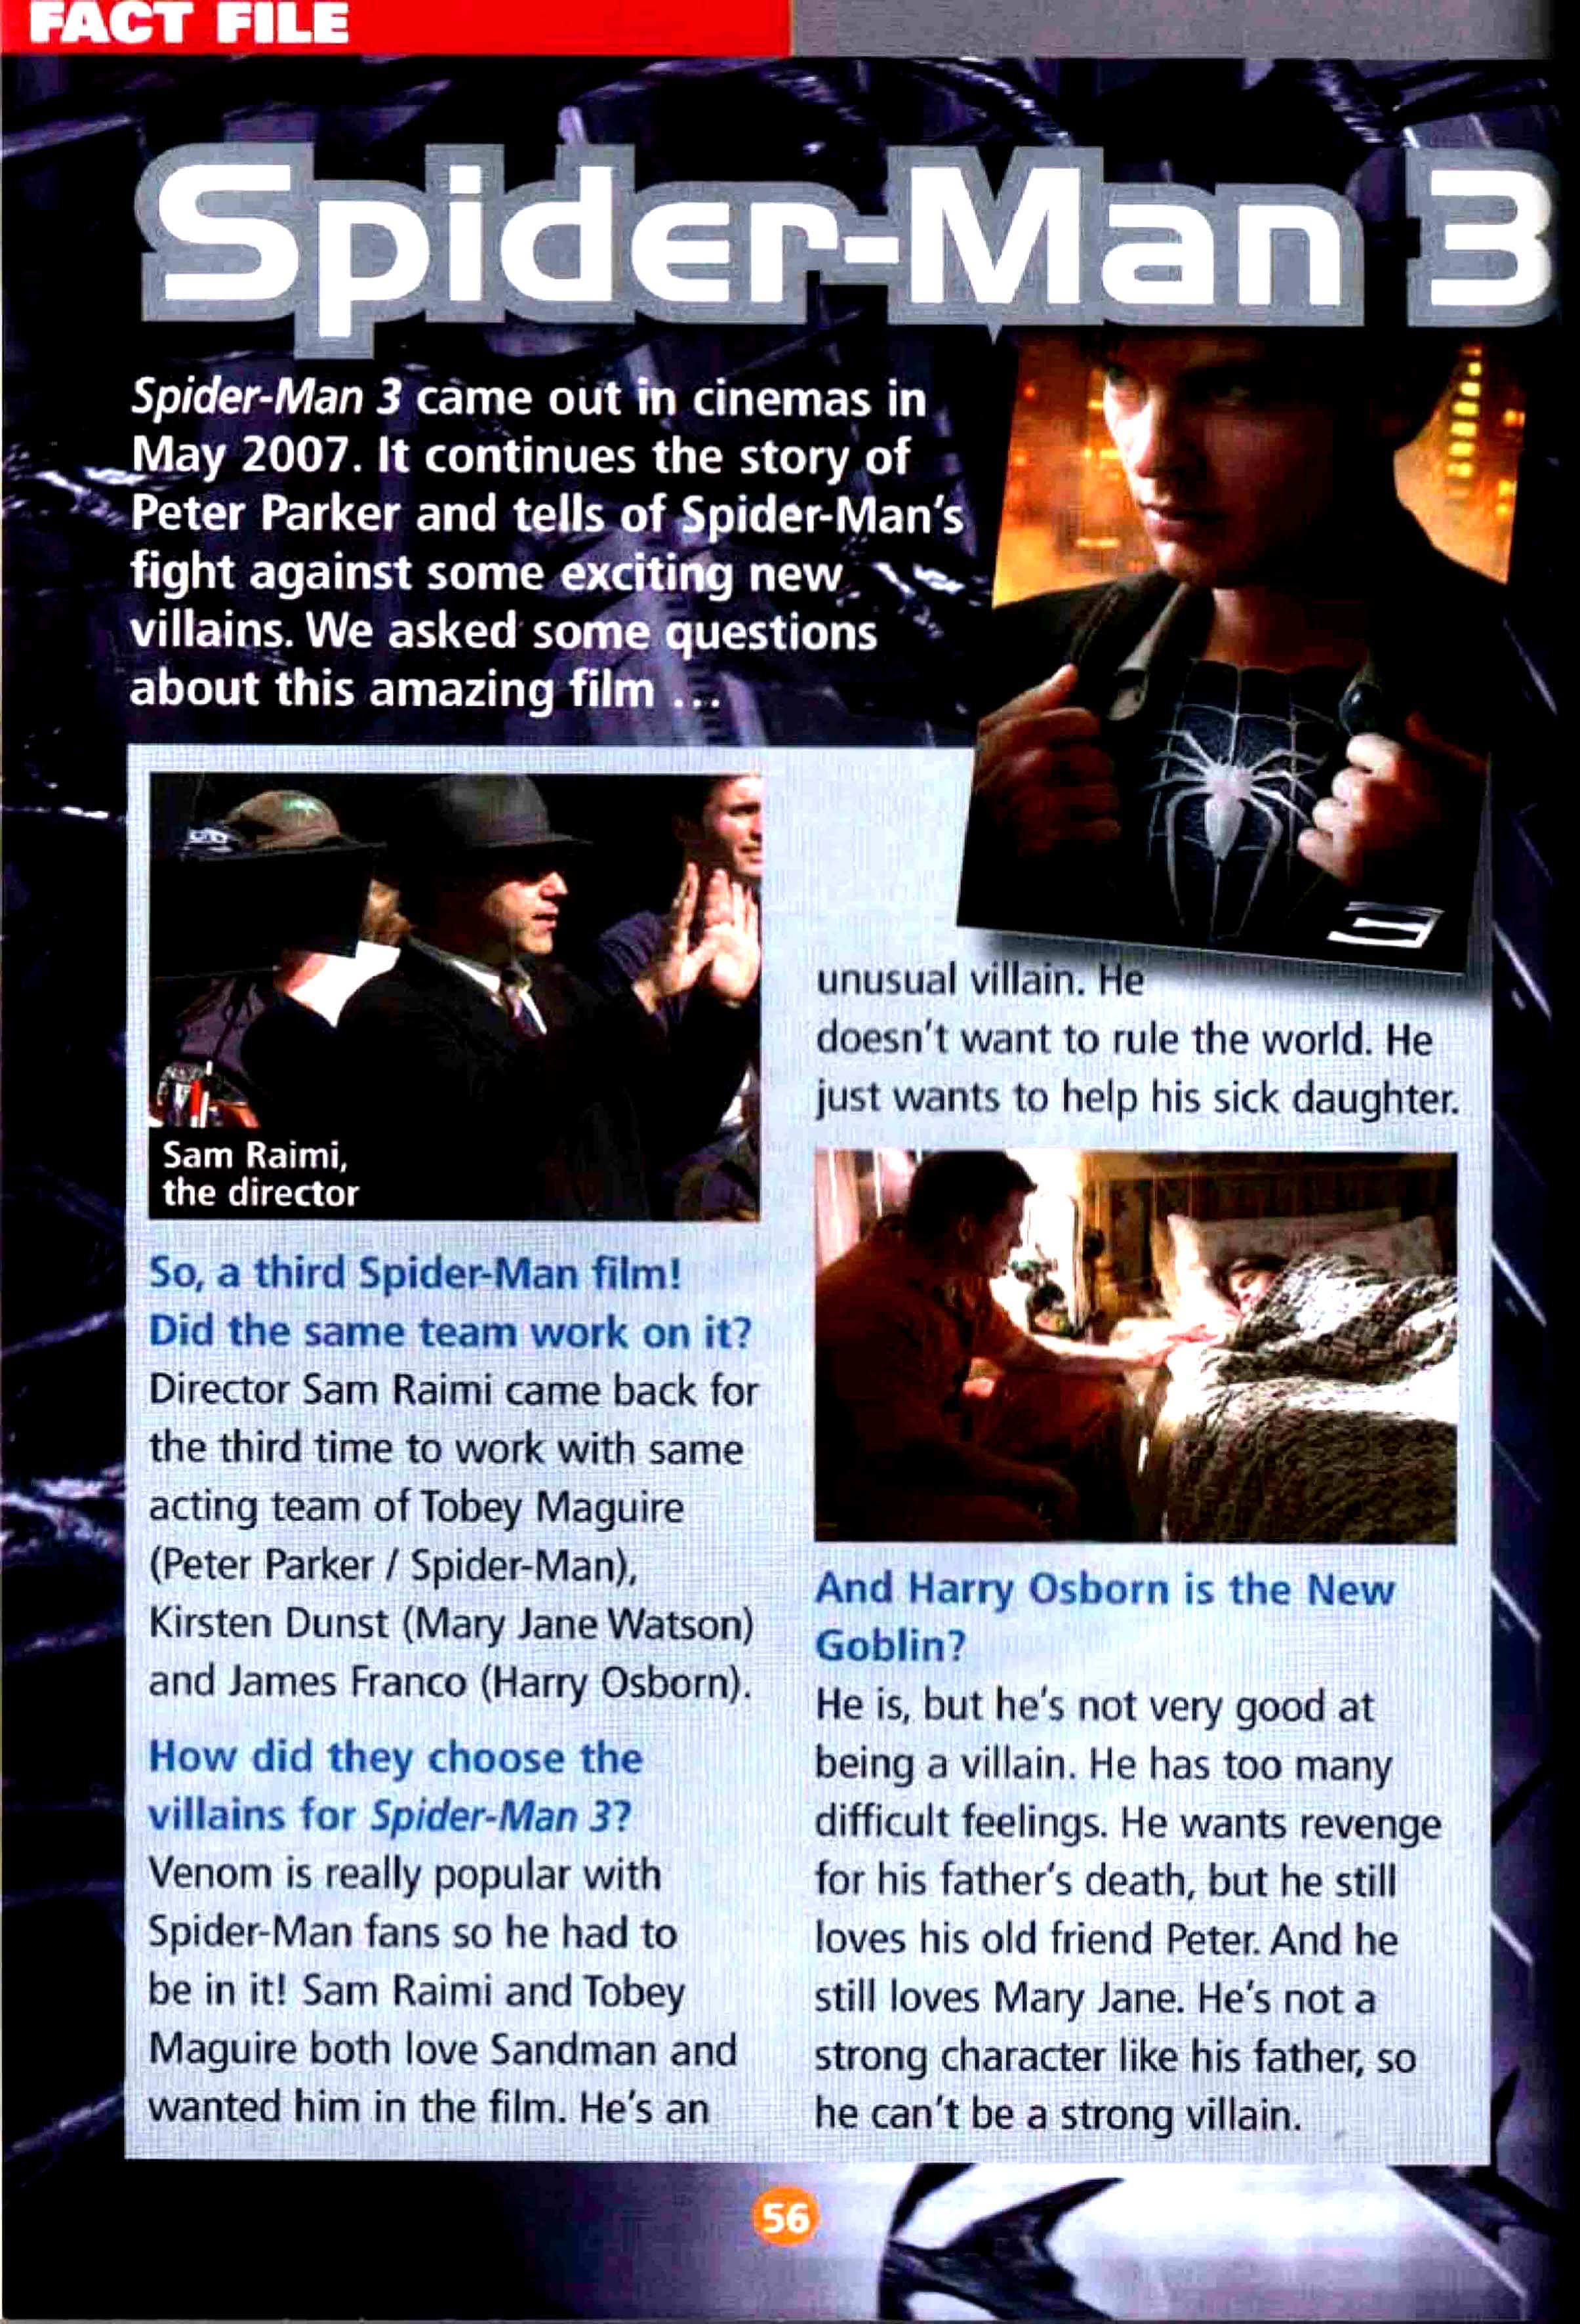 FACT FILE
Spider-Man 3
Spider-Man 3 came out in cinemas in
May 2007. It continues the story of
Peter Parker and tells of Spider-Man's
fight against some exciting new
villains. We asked some questions
about this amazing film ...
Sam Raimi,
the director
So, a third Spider-Man film!
Did the same team work on it?
Director Sam Raimi came back for
the third time to work with same
acting team of Tobey Maguire
(Peter Parker / Spider-Man),
Kirsten Dunst (Mary Jane Watson)
and James Franco (Harry Osborn).
How did they choose the
villains for Spider-Man 3?
Venom is really popular with
Spider-Man fans so he had to
be in it! Sam Raimi and Tobey
Maguire both love Sandman and
wanted him in the film. He's an
unusual villain. He
doesn't want to rule the world. He
just wants to help his sick daughter.
And Harry Osborn is the New
Goblin?
He is, but he's not very good at
being a villain. He has too many
difficult feelings. He wants revenge
for his father's death, but he still
loves his old friend Peter. And he
still loves Mary Jane. He's not a
strong character like his father, so
he can't be a strong villain.
56